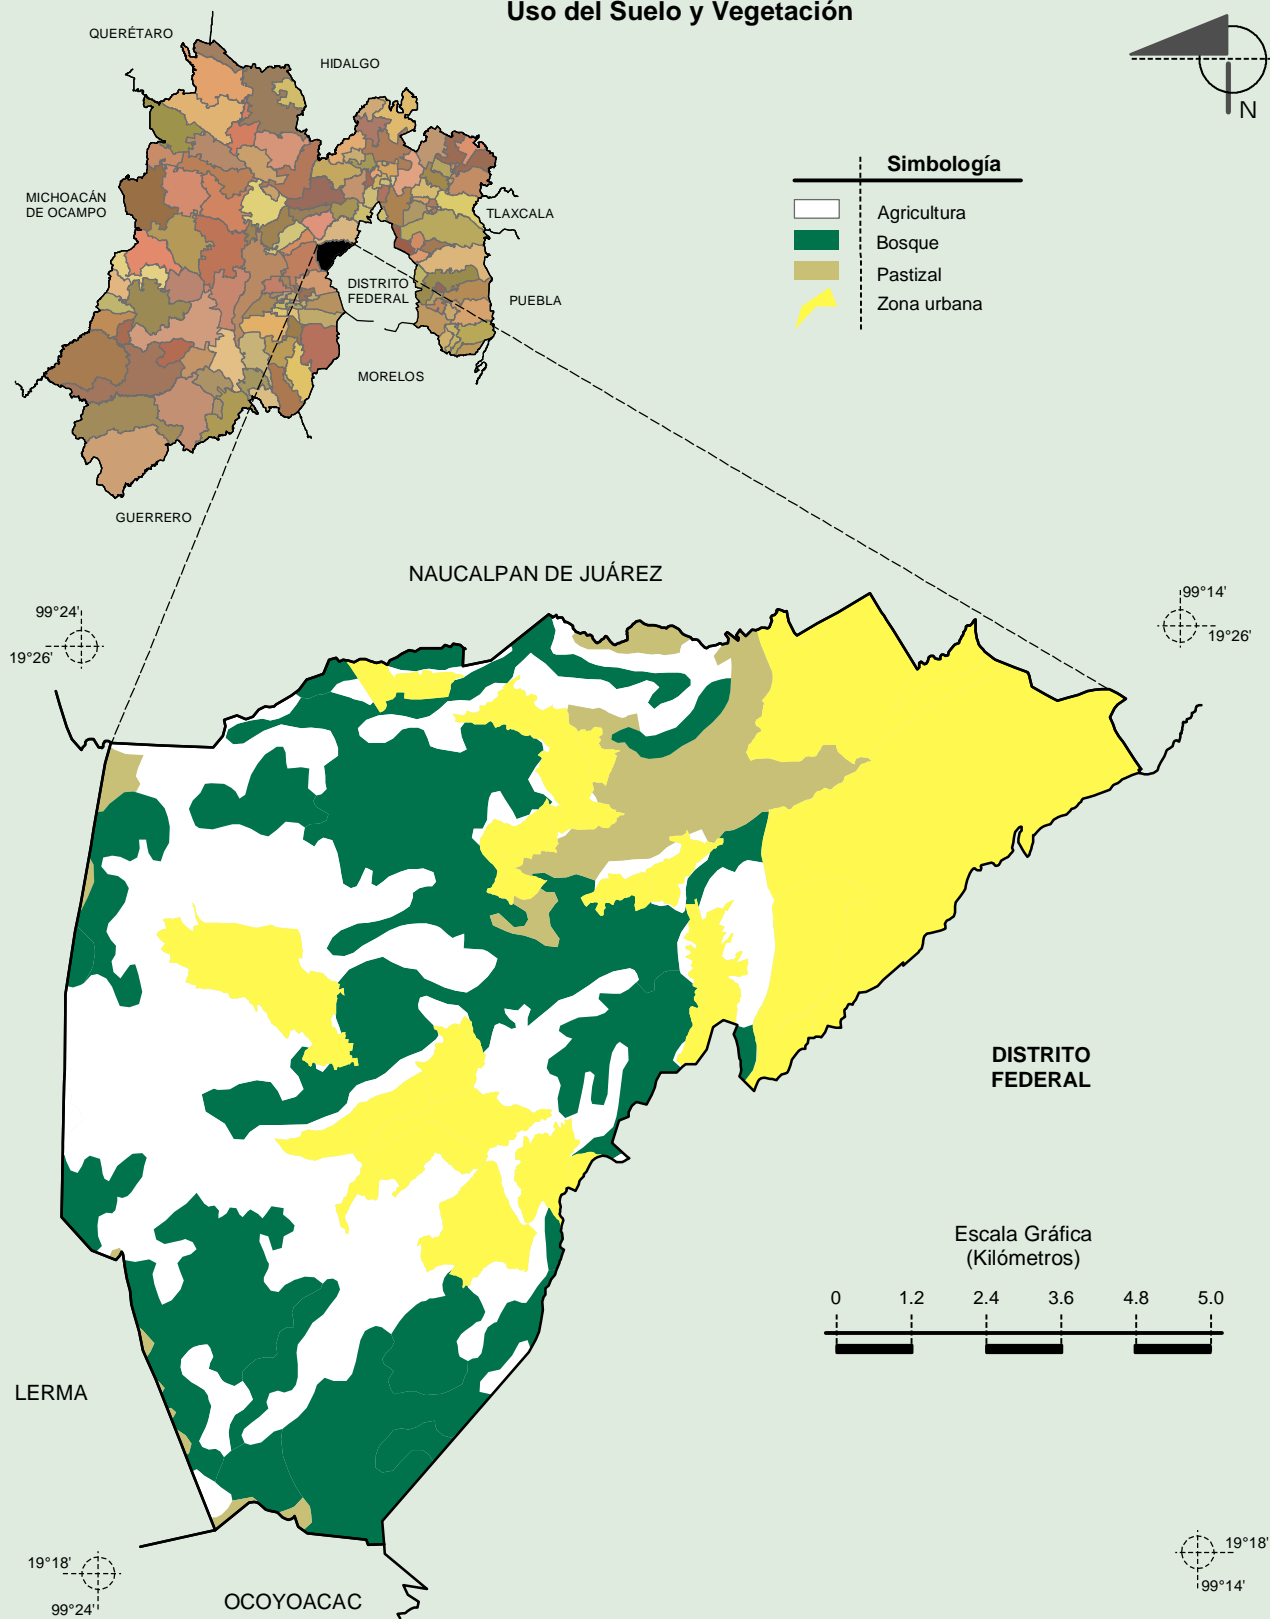 Uso del Suelo y Vegetación
QUERÉTARO
HIDALGO
N
Simbología
MICHOACÁN
DE OCAMPO
TLAXCALA
Agricultura
Bosque
Pastizal
Zona urbana
DISTRITO
FEDERAL
PUEBLA
MORELOS
GUERRERO
NAUCALPAN DE JUÁREZ
99°24'
19°26'
99°14'
19°26'
DISTRITO
FEDERAL
Escala Gráfica
(Kilómetros)
0 1.2 2.4 3.6 4.8 5.0
LERMA
19°18'
99°24'
OCOYOACAC
19°18'
99°14'